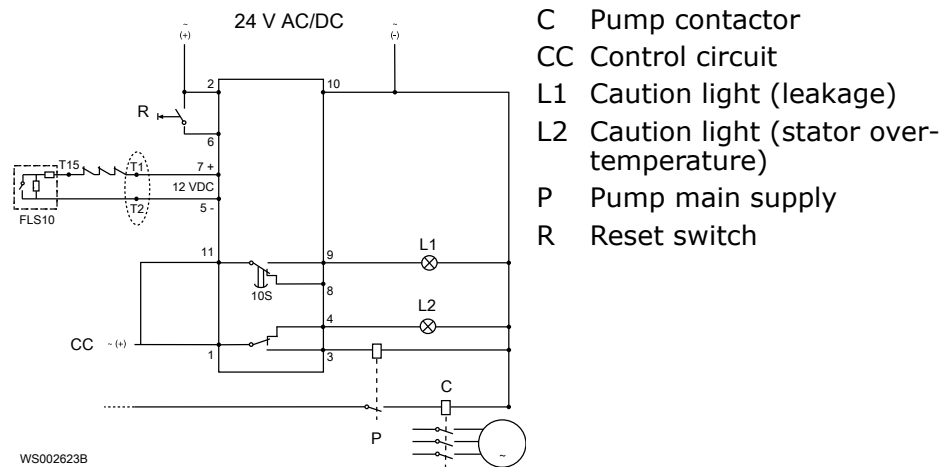 24 V AC/DC
~
(+)
~
(-)
2
10
R
6
T15
T1
7 +
12 VDC
T2
5 -
FLS10
11
9
L1
10S
8
4
L2
CC ~ (+)
1
3
C
P
~
WS002623B
C Pump contactor
CC Control circuit
L1 Caution light (leakage)
L2 Caution light (stator over-
temperature)
P Pump main supply
R Reset switch